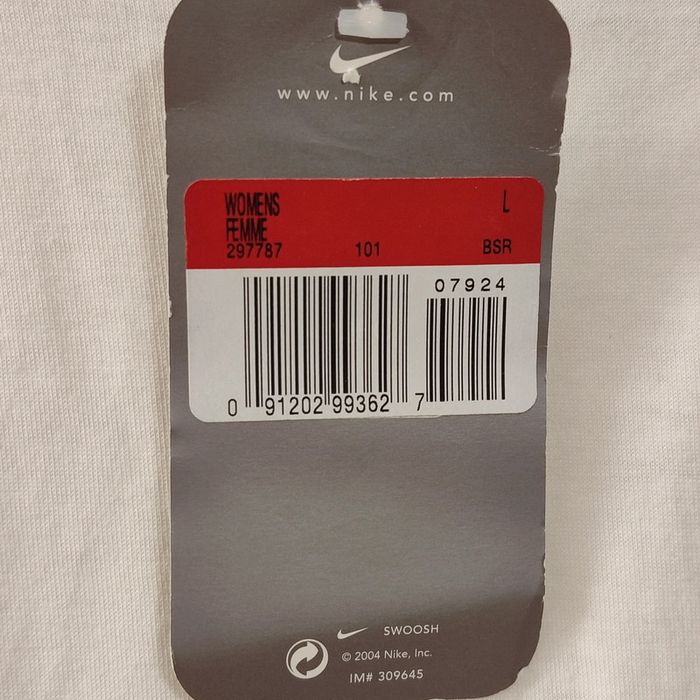 www.nike.com
WOMENS L
FEMME
297787 101 BSR
07924
0 91202 99362 7
SWOOSH
© 2004 Nike, Inc.
IM# 309645